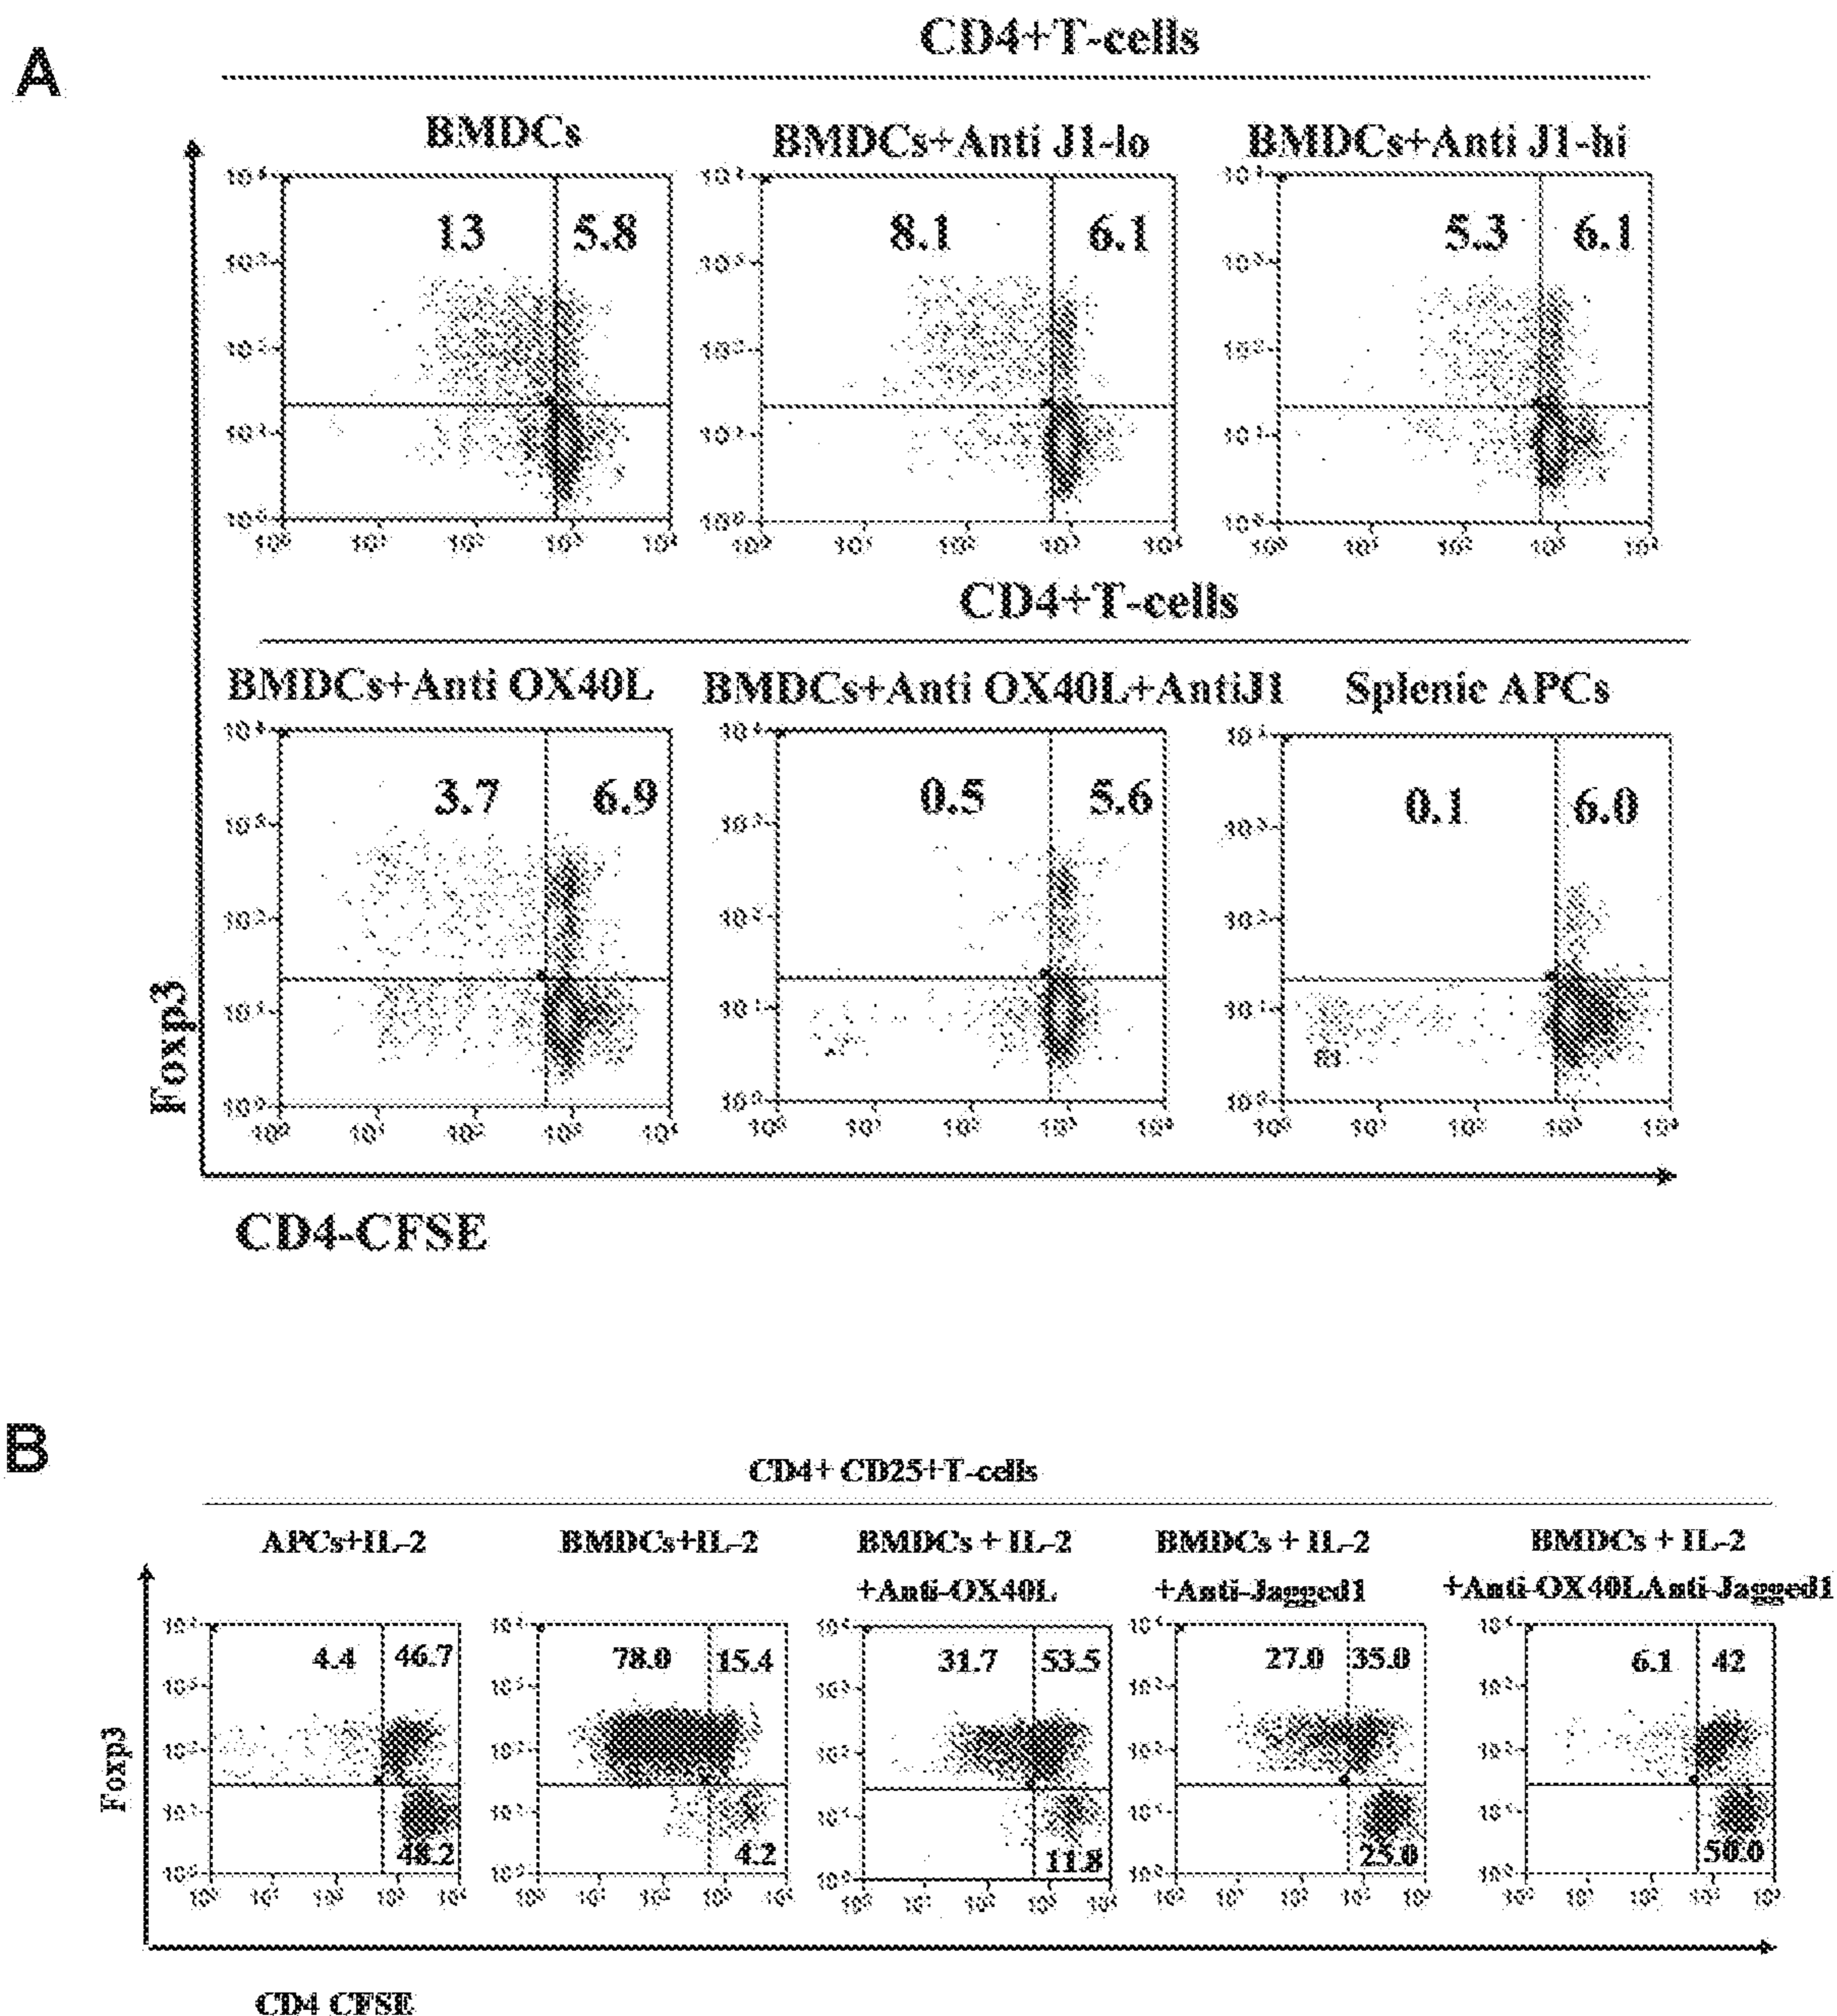 A
CD4+T-cells
BMDCs
BMDCs+Anti J1-lo
BMDCs+Anti J1-hi
13 5.8
8.1 6.1
5.3 6.1
CD4+T-cells
BMDCs+Anti OX40L
BMDCs+Anti OX40L+AntiJ1
Splenic APCs
3.7 6.9
0.5 5.6
0.1 6.0
Foxp3
CD4-CFSE
B
CD4+ CD25+T-cells
APCs+IL-2
BMDCs+IL-2
BMDCs + IL-2
+Anti-OX40L
BMDCs + IL-2
+Anti-Jagged1
BMDCs + IL-2
+Anti-OX40LAnti-Jagged1
4.4 46.7
48.2
78.0 15.4
4.2
31.7 53.5
11.8
27.0 35.0
25.0
6.1 42
50.0
Foxp3
CD4 CFSE